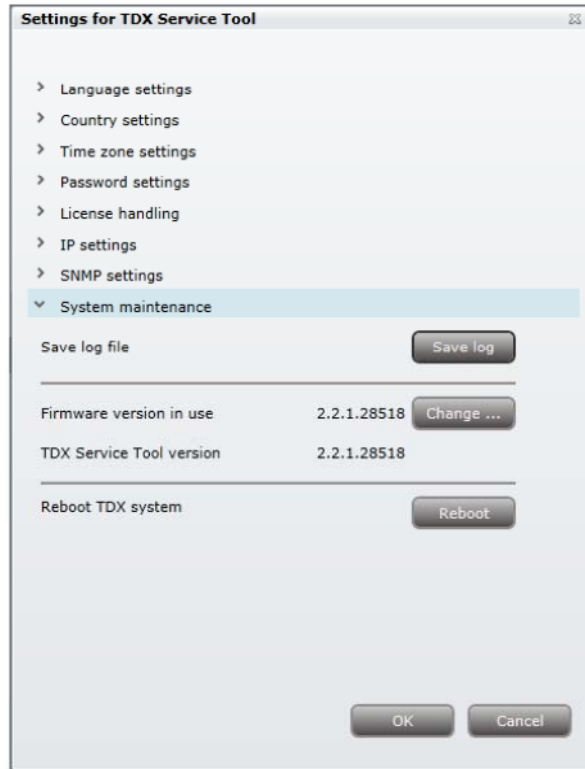 Settings for TDX Service Tool
Language settings
Country settings
Time zone settings
Password settings
License handling
IP settings
SNMP settings
System maintenance
Save log file Save log
Firmware version in use 2.2.1.28518 Change ...
TDX Service Tool version 2.2.1.28518
Reboot TDX system Reboot
OK Cancel